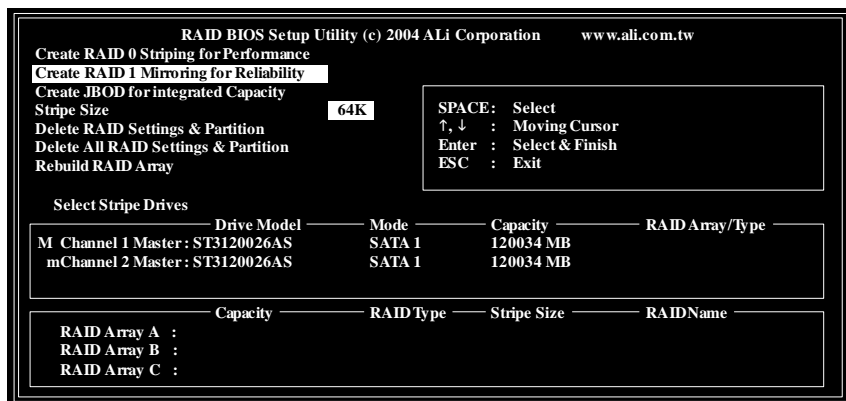 RAID BIOS Setup Utility (c) 2004 ALi Corporation www.ali.com.tw
Create RAID 0 Striping for Performance
Create RAID 1 Mirroring for Reliability
Create JBOD for integrated Capacity
Stripe Size 64K
Delete RAID Settings & Partition
Delete All RAID Settings & Partition
Rebuild RAID Array
SPACE : Select
↑, ↓ : Moving Cursor
Enter : Select & Finish
ESC : Exit
Select Stripe Drives
Drive Model Mode Capacity RAID Array/Type
M Channel 1 Master : ST3120026AS SATA 1 120034 MB
mChannel 2 Master : ST3120026AS SATA 1 120034 MB
Capacity RAID Type Stripe Size RAIDName
RAID Array A :
RAID Array B :
RAID Array C :